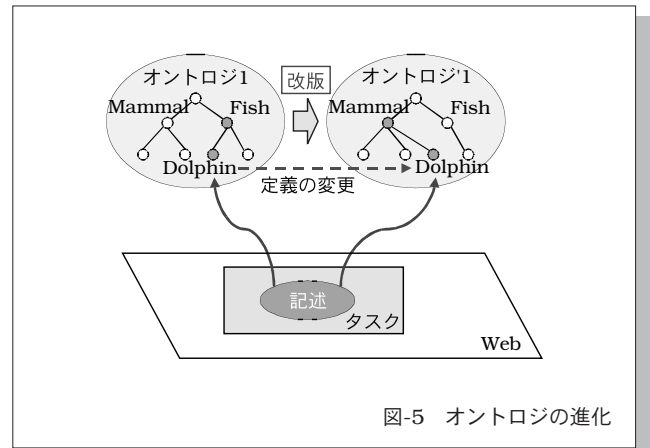 オントロジ1
改版
オントロジ'1
Mammal
Fish
Mammal
Fish
Dolphin
Dolphin
定義の変更
記述
タスク
Web
図-5 オントロジの進化